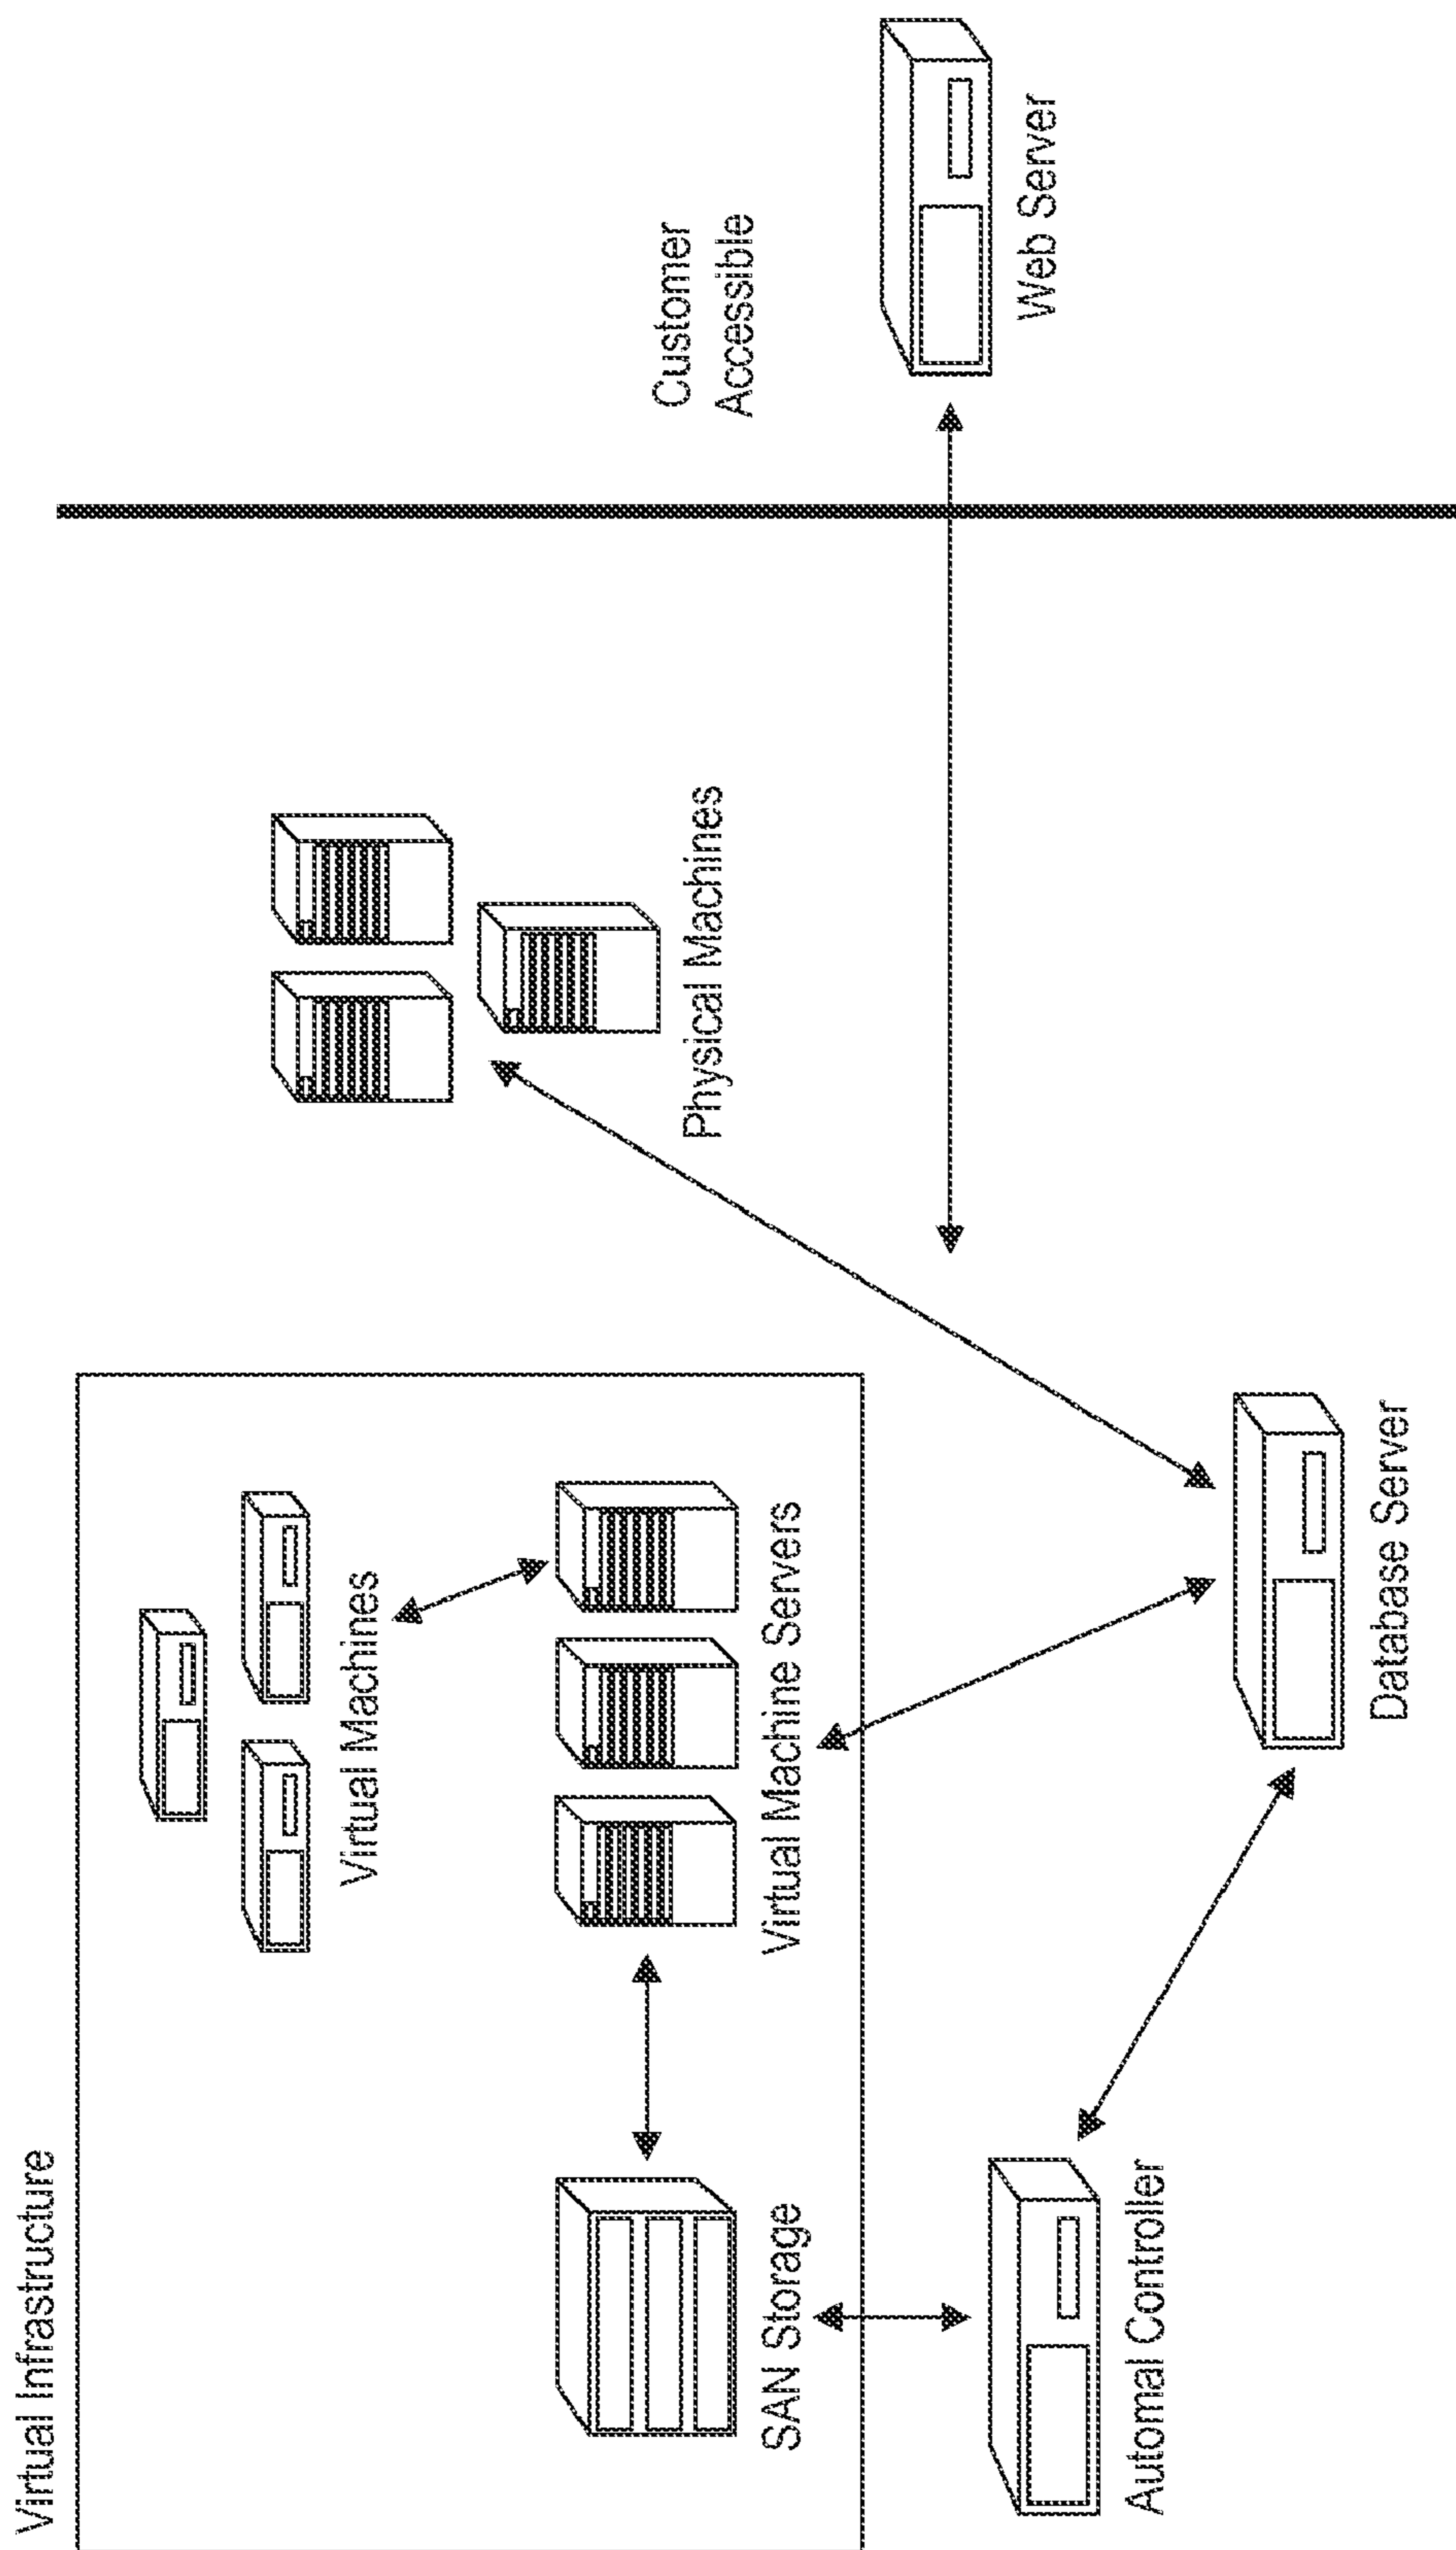 Virtual Infrastructure
Virtual Machines
SAN Storage
Virtual Machine Servers
Physical Machines
Customer
Accessible
Automal Controller
Database Server
Web Server